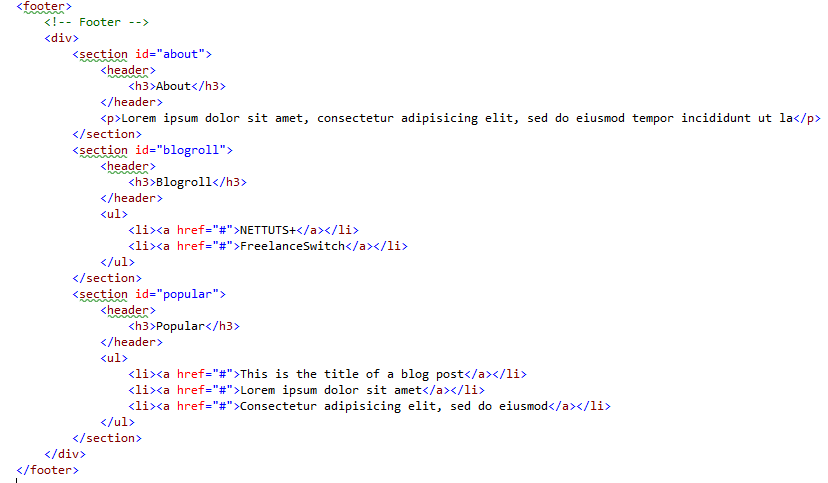 <footer>
<!-- Footer -->
<div>
<section id="about">
<header>
<h3>About</h3>
</header>
<p>Lorem ipsum dolor sit amet, consectetur adipisicing elit, sed do eiusmod tempor incididunt ut la</p>
</section>
<section id="blogroll">
<header>
<h3>Blogroll</h3>
</header>
<ul>
<li><a href="#">NETTUTS+</a></li>
<li><a href="#">FreelanceSwitch</a></li>
</ul>
</section>
<section id="popular">
<header>
<h3>Popular</h3>
</header>
<ul>
<li><a href="#">This is the title of a blog post</a></li>
<li><a href="#">Lorem ipsum dolor sit amet</a></li>
<li><a href="#">Consectetur adipisicing elit, sed do eiusmod</a></li>
</ul>
</section>
</div>
</footer>